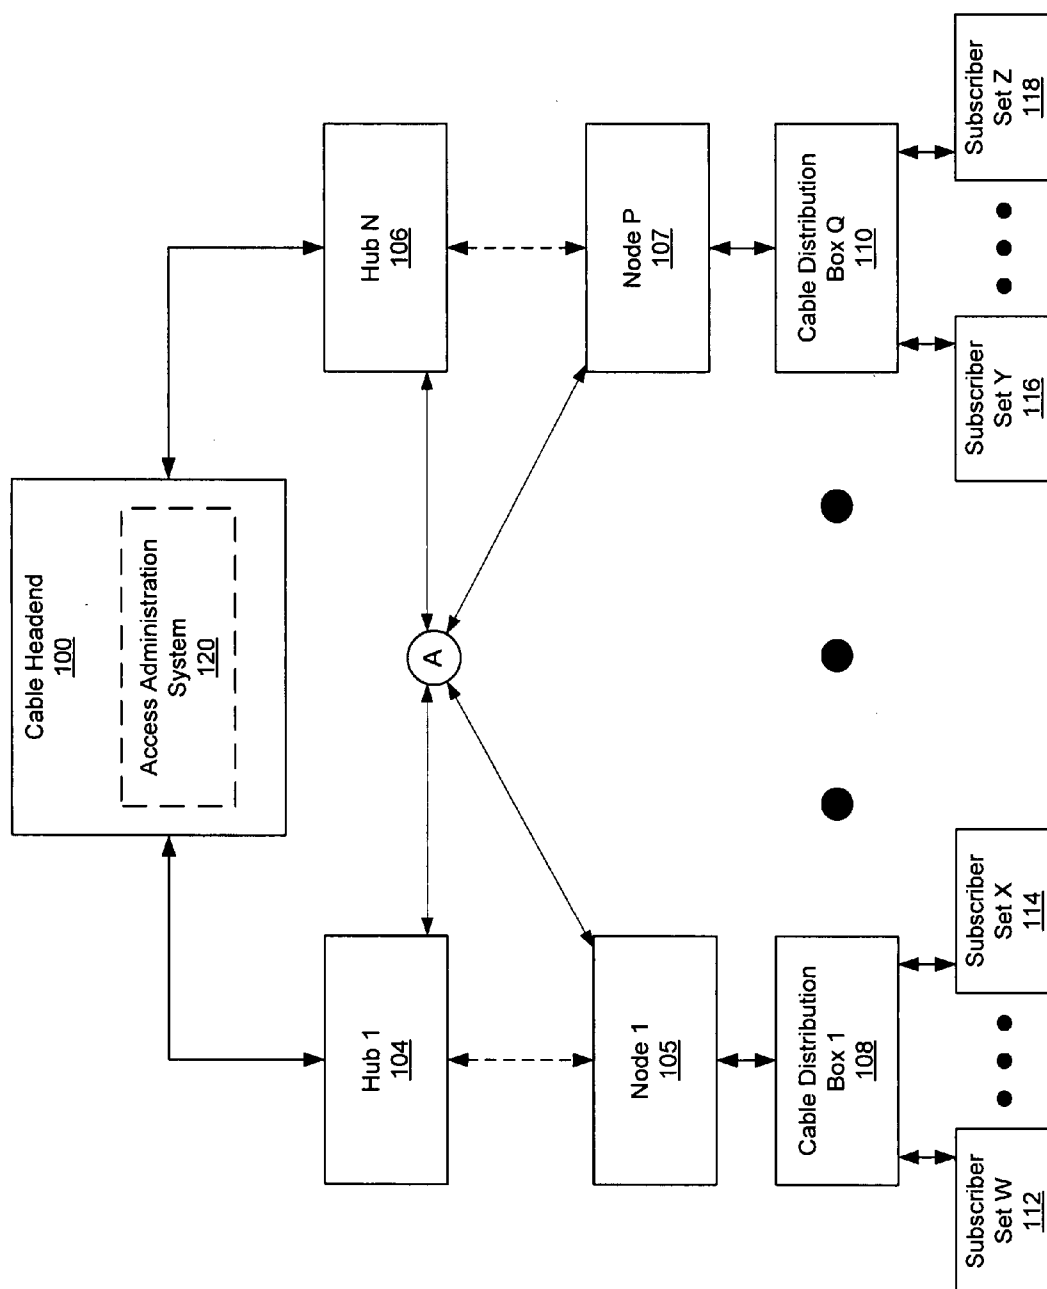 Cable Headend
100
Access Administration
System
120
Hub 1
104
A
Hub N
106
Node 1
105
Node P
107
Cable Distribution
Box 1
108
Cable Distribution
Box Q
110
Subscriber
Set W
112
Subscriber
Set X
114
Subscriber
Set Y
116
Subscriber
Set Z
118